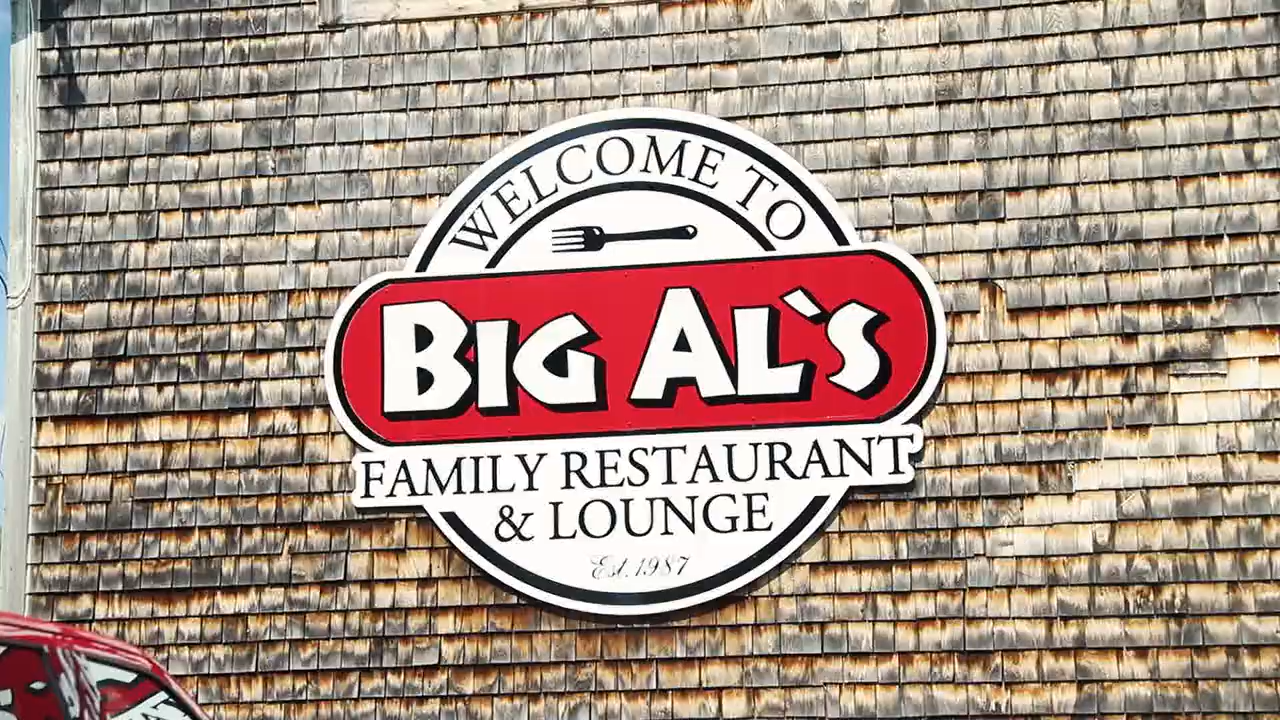 WELCOME TO
BIG AL`S
FAMILY RESTAURANT
& LOUNGE
Est. 1987